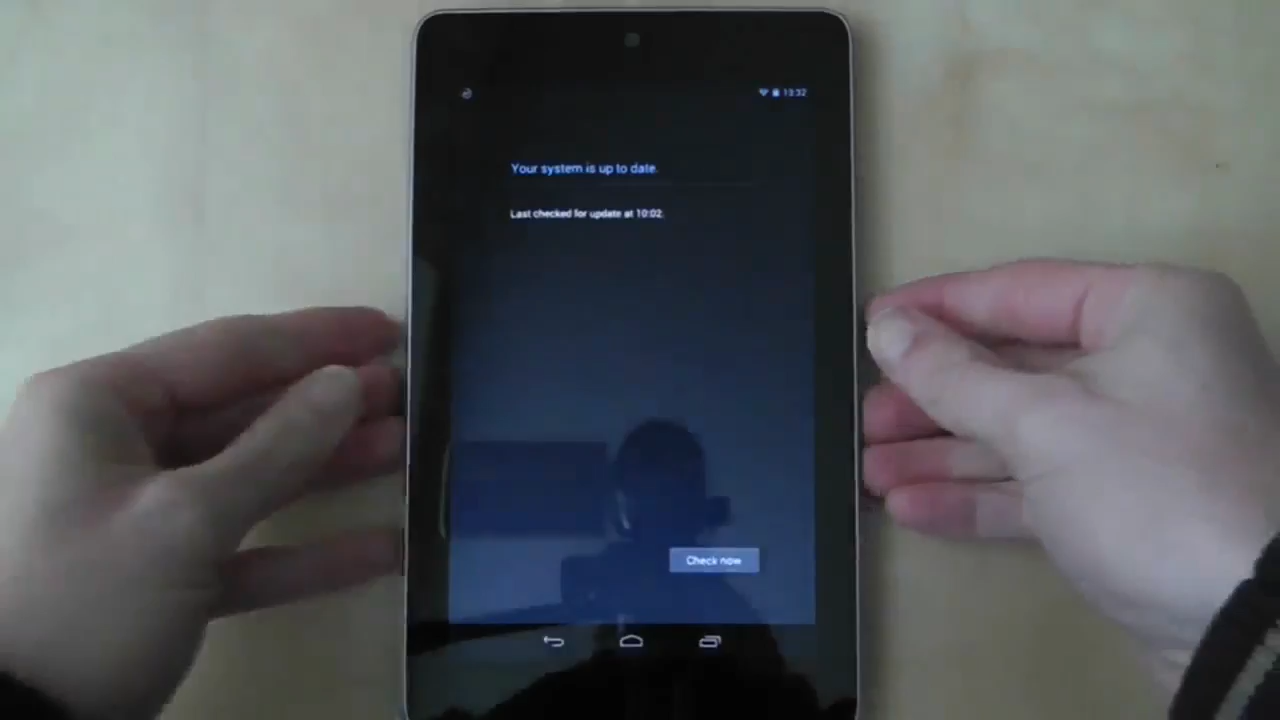 13:32
Your system is up to date.
Last checked for update at 10:02.
Check now